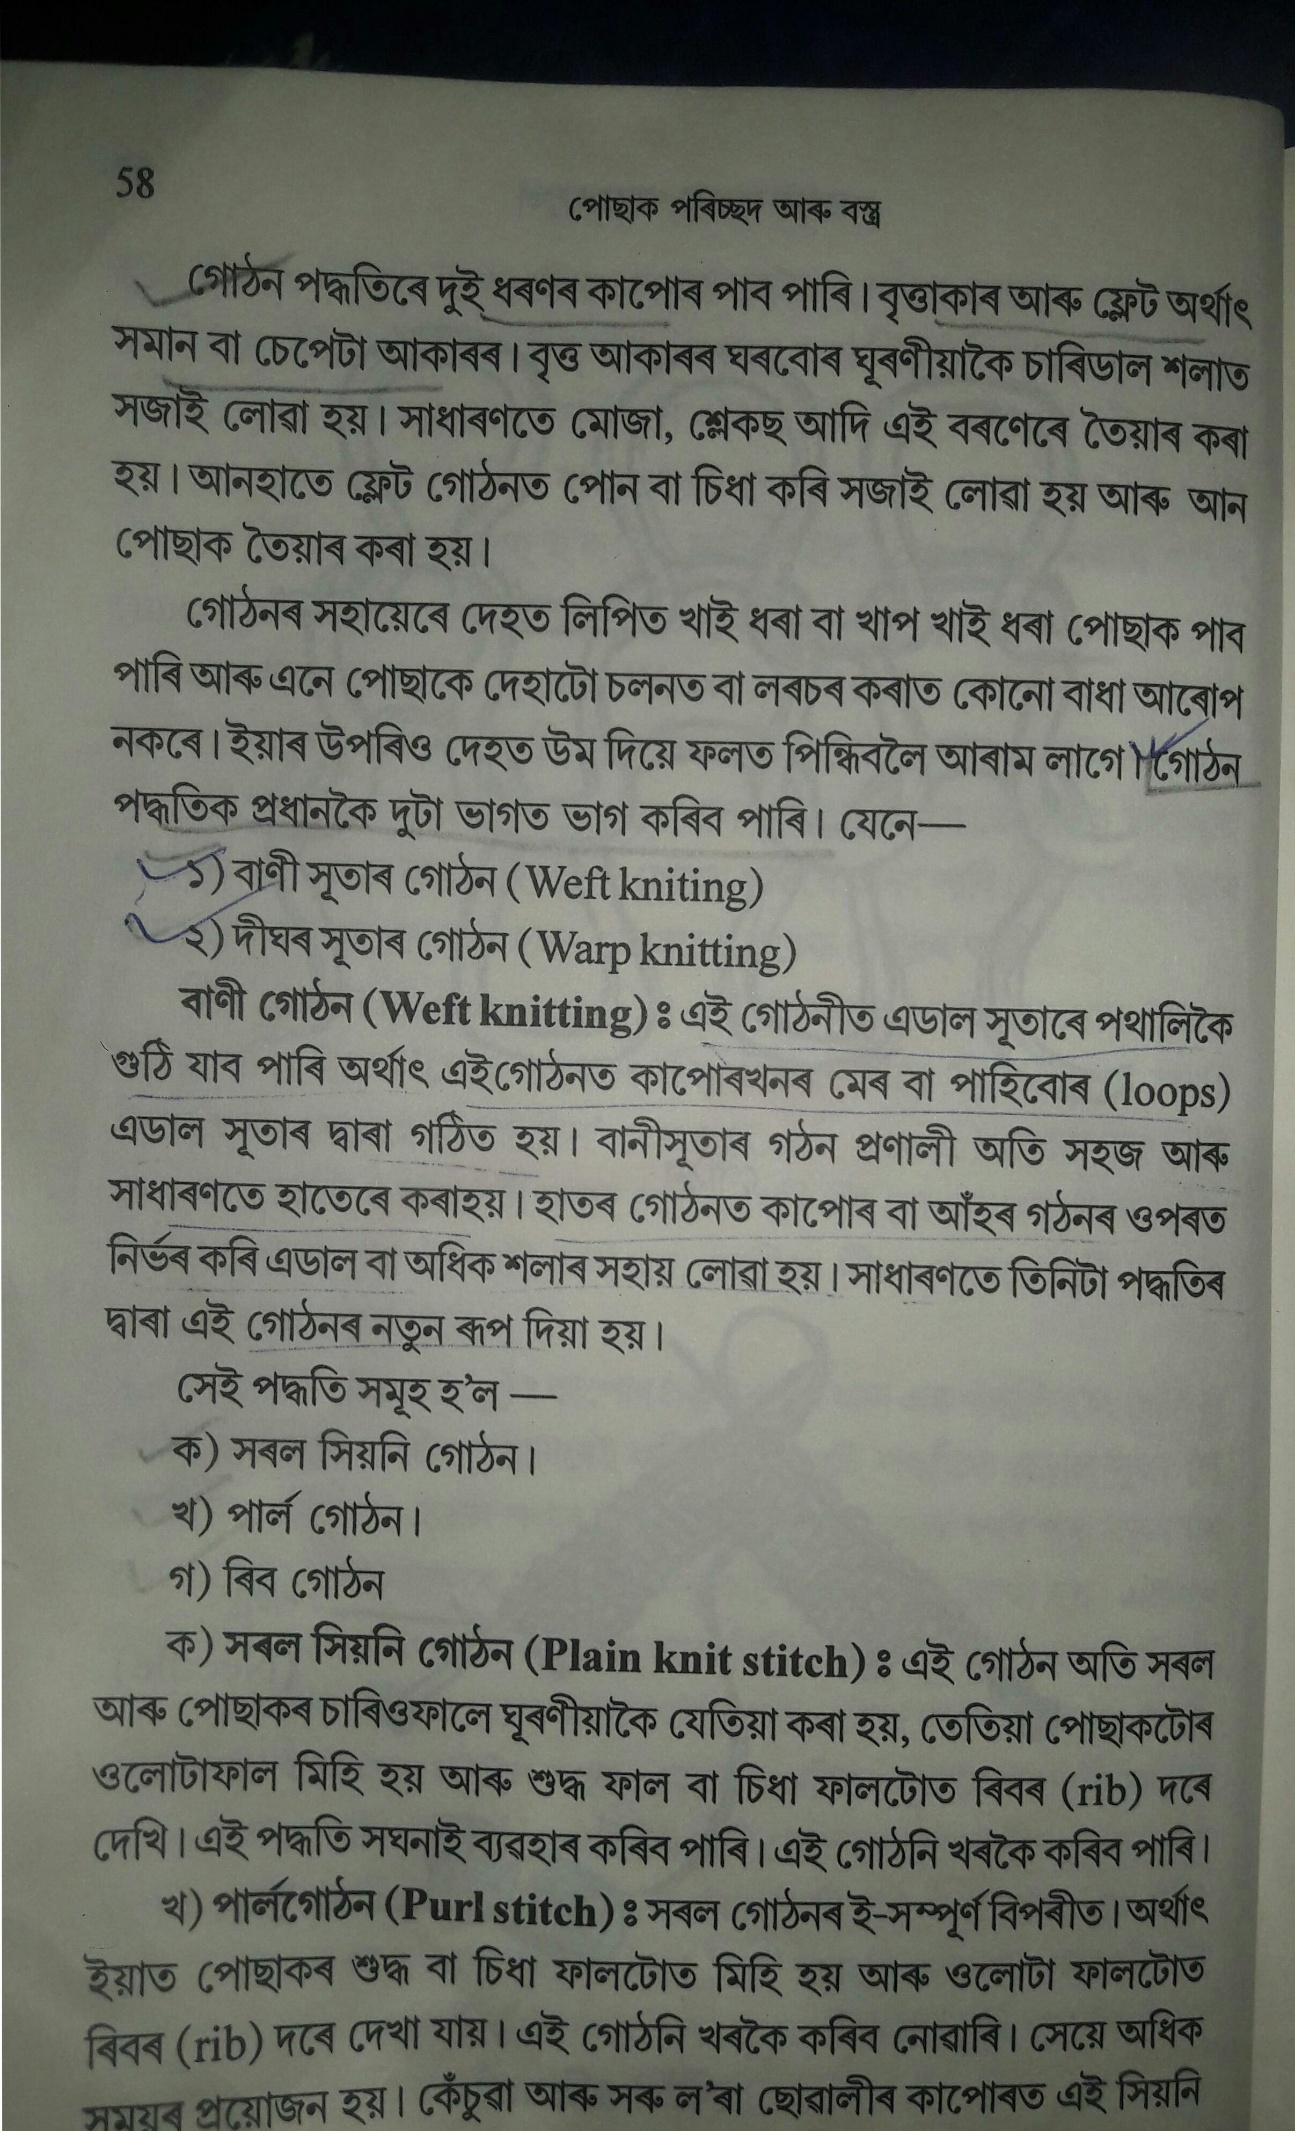 58
পোছাক পৰিচ্ছদ আৰু বস্ত্ৰ
গোঠন পদ্ধতিৰে দুই ধৰণৰ কাপোৰ পাব পাৰি। বৃত্তাকাৰ আৰু ফ্লেট অৰ্থাৎ
সমান বা চেপেটা আকাৰৰ। বৃত্ত আকাৰৰ ঘৰবোৰ ঘূৰণীয়াকৈ চাৰিডাল শলাত
সজাই লোৱা হয়। সাধাৰণতে মোজা, শ্লেকছ আদি এই বৰণেৰে তৈয়াৰ কৰা
হয়। আনহাতে ফ্লেট গোঠনত পোন বা চিধা কৰি সজাই লোৱা হয় আৰু আন
পোছাক তৈয়াৰ কৰা হয়।
গোঠনৰ সহায়েৰে দেহত লিপিত খাই ধৰা বা খাপ খাই ধৰা পোছাক পাব
পাৰি আৰু এনে পোছাকে দেহাটো চলনত বা লৰচৰ কৰাত কোনো বাধা আৰোপ
নকৰে। ইয়াৰ উপৰিও দেহত উম দিয়ে ফলত পিন্ধিবলৈ আৰাম লাগে। গোঠন
পদ্ধতিক প্ৰধানকৈ দুটা ভাগত ভাগ কৰিব পাৰি। যেনে—
১) বাণী সূতাৰ গোঠন (Weft kniting)
২) দীঘৰ সূতাৰ গোঠন (Warp knitting)
বাণী গোঠন (Weft knitting) ঃ এই গোঠনীত এডাল সূতাৰে পথালিকৈ
গুঠি যাব পাৰি অৰ্থাৎ এইগোঠনত কাপোৰখনৰ মেৰ বা পাহিবোৰ (loops)
এডাল সূতাৰ দ্বাৰা গঠিত হয়। বানীসূতাৰ গঠন প্ৰণালী অতি সহজ আৰু
সাধাৰণতে হাতেৰে কৰাহয়। হাতৰ গোঠনত কাপোৰ বা আঁহৰ গঠনৰ ওপৰত
নিৰ্ভৰ কৰি এডাল বা অধিক শলাৰ সহায় লোৱা হয়। সাধাৰণতে তিনিটা পদ্ধতিৰ
দ্বাৰা এই গোঠনৰ নতুন ৰূপ দিয়া হয়।
সেই পদ্ধতি সমূহ হ'ল —
ক) সৰল সিয়নি গোঠন।
খ) পাৰ্ল গোঠন।
গ) ৰিব গোঠন
ক) সৰল সিয়নি গোঠন (Plain knit stitch) ঃ এই গোঠন অতি সৰল
আৰু পোছাকৰ চাৰিওফালে ঘূৰণীয়াকৈ যেতিয়া কৰা হয়, তেতিয়া পোছাকটোৰ
ওলোটাফাল মিহি হয় আৰু শুদ্ধ ফাল বা চিধা ফালটোত ৰিবৰ (rib) দৰে
দেখি। এই পদ্ধতি সঘনাই ব্যৱহাৰ কৰিব পাৰি। এই গোঠনি খৰকৈ কৰিব পাৰি।
খ) পাৰ্লগোঠন (Purl stitch) ঃ সৰল গোঠনৰ ই-সম্পূৰ্ণ বিপৰীত। অৰ্থাৎ
ইয়াত পোছাকৰ শুদ্ধ বা চিধা ফালটোত মিহি হয় আৰু ওলোটা ফালটোত
ৰিবৰ (rib) দৰে দেখা যায়। এই গোঠনি খৰকৈ কৰিব নোৱাৰি। সেয়ে অধিক
সময়ৰ প্ৰয়োজন হয়। কেঁচুৱা আৰু সৰু ল'ৰা ছোৱালীৰ কাপোৰত এই সিয়নি